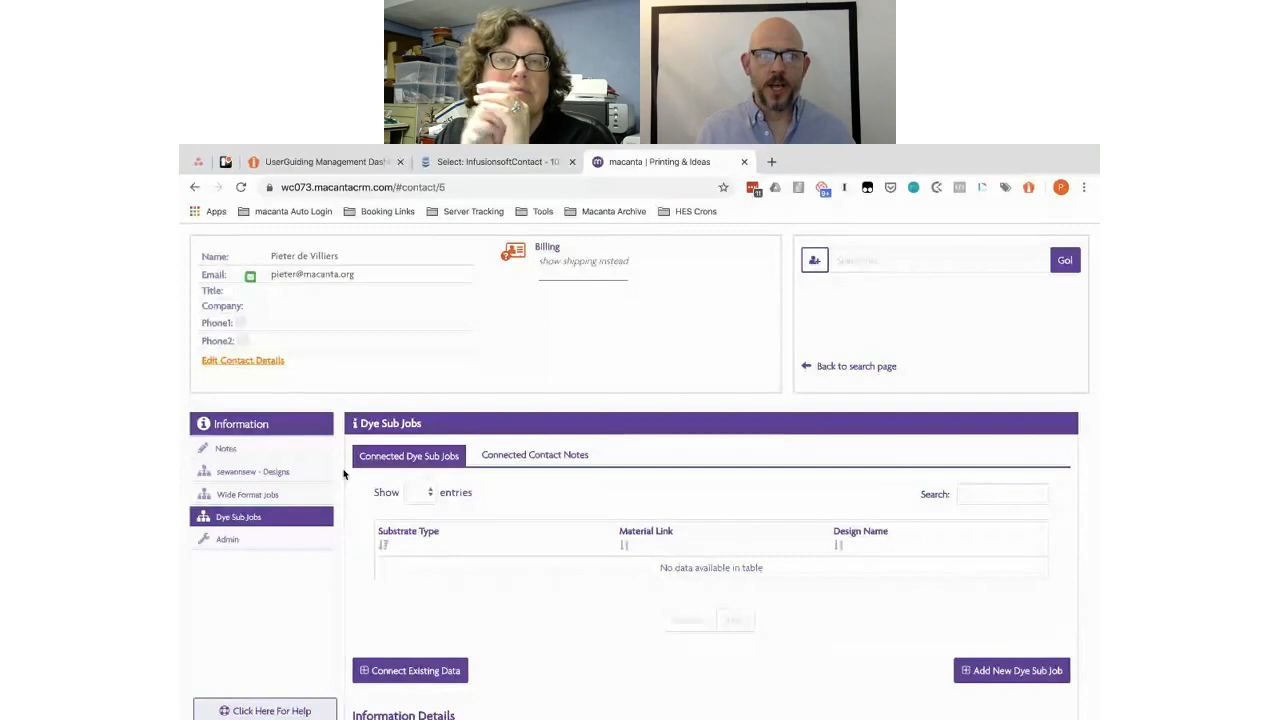 UserGuiding Management Dash
Select: InfusionsoftContact - 10
macanta | Printing & Ideas
wc073.macantacrm.com/#contact/5
11
9+
P
Apps
macanta Auto Login
Booking Links
Server Tracking
Tools
Macanta Archive
HES Crons
Name: Pieter de Villiers
Email: pieter@macanta.org
Title:
Company:
Phone1:
Phone2:
Edit Contact Details
Billing
show shipping instead
Go!
Back to search page
Information
Notes
sewannsew - Designs
Wide Format Jobs
Dye Sub Jobs
Admin
Click Here For Help
Dye Sub Jobs
Connected Dye Sub Jobs
Connected Contact Notes
Show entries
Search:
Substrate Type
Material Link
Design Name
No data available in table
Connect Existing Data
Add New Dye Sub Job
Information Details